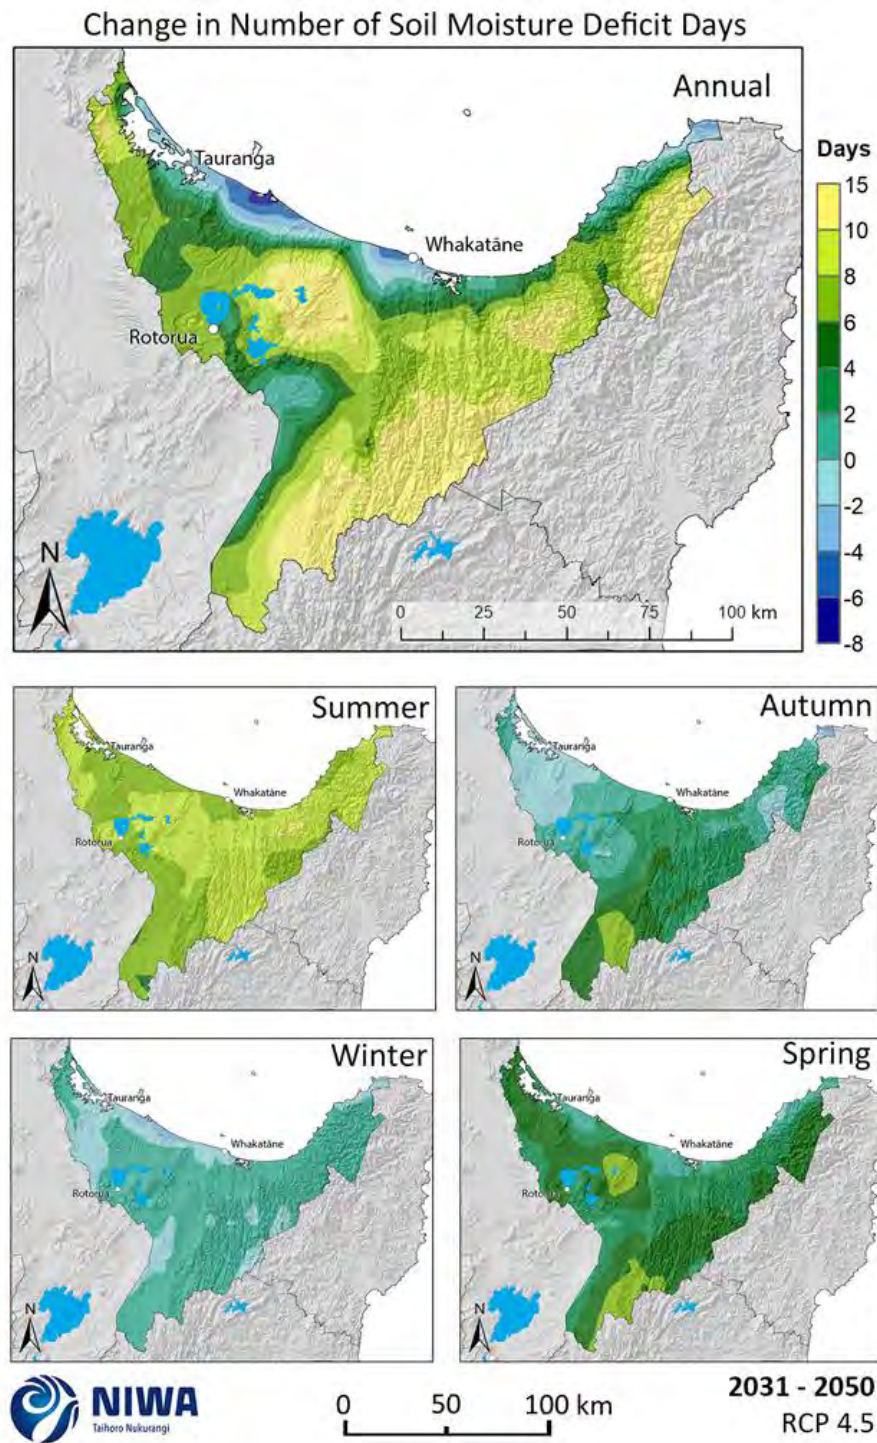 Change in Number of Soil Moisture Deficit Days
Annual
Days
15
10
8
6
4
2
0
-2
-4
-6
-8
Tauranga
Whakatāne
Rotorua
N
0 25 50 75 100 km
Summer
Tauranga
Whakatāne
Rotorua
N
Autumn
Tauranga
Whakatāne
Rotorua
N
Winter
Tauranga
Whakatāne
Rotorua
N
Spring
Tauranga
Whakatāne
Rotorua
N
NIWA
Taihoro Nukurangi
0 50 100 km
2031 - 2050
RCP 4.5